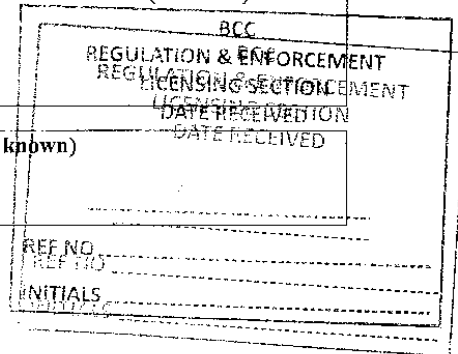 BCC
REGULATION & ENFORCEMENT
LICENSING SECTION
DATE RECEIVED
known)
REF NO
INITIALS